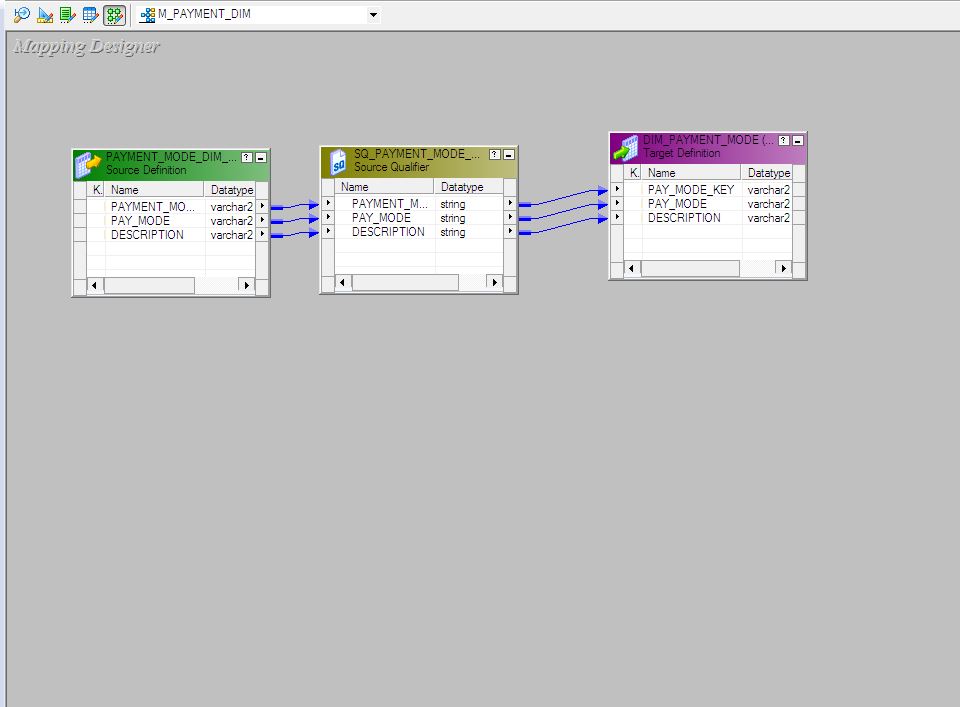 M_PAYMENT_DIM
Mapping Designer
PAYMENT_MODE_DIM_...
Source Definition
K. Name Datatype
PAYMENT_MO... varchar2
PAY_MODE varchar2
DESCRIPTION varchar2
SQ_PAYMENT_MODE_...
Source Qualifier
Name Datatype
PAYMENT_M... string
PAY_MODE string
DESCRIPTION string
DIM_PAYMENT_MODE (...
Target Definition
K. Name Datatype
PAY_MODE_KEY varchar2
PAY_MODE varchar2
DESCRIPTION varchar2